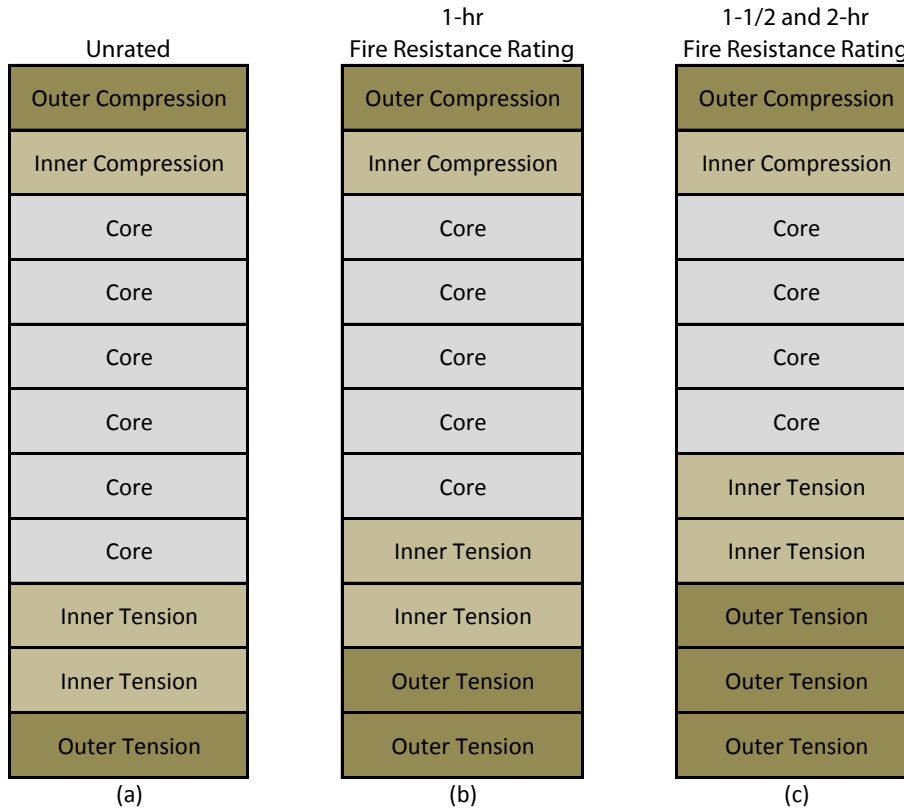 Unrated
Outer Compression
Inner Compression
Core
Core
Core
Core
Core
Core
Inner Tension
Inner Tension
Outer Tension
(a)
1-hr
Fire Resistance Rating
Outer Compression
Inner Compression
Core
Core
Core
Core
Core
Inner Tension
Inner Tension
Outer Tension
Outer Tension
(b)
1-1/2 and 2-hr
Fire Resistance Rating
Outer Compression
Inner Compression
Core
Core
Core
Core
Inner Tension
Inner Tension
Outer Tension
Outer Tension
Outer Tension
(c)